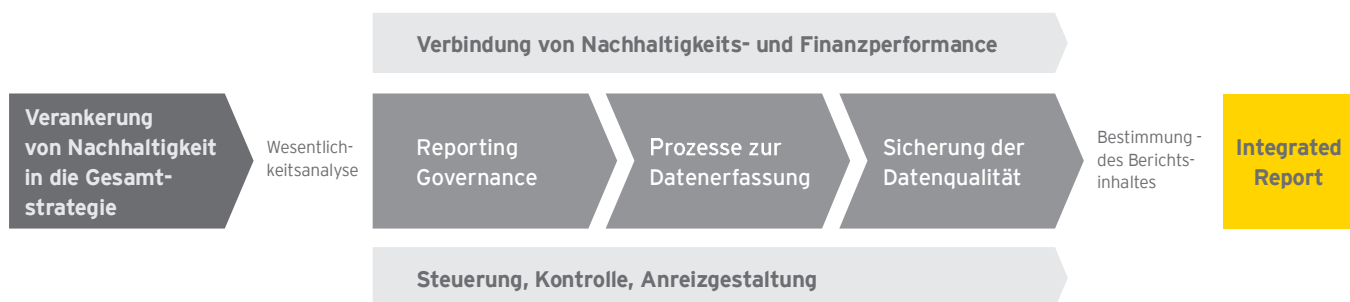 Verbindung von Nachhaltigkeits- und Finanzperformance
Verankerung
von Nachhaltigkeit
in die Gesamt-
strategie
Wesentlich-
keitsanalyse
Reporting
Governance
Prozesse zur
Datenerfassung
Sicherung der
Datenqualität
Bestimmung -
des Berichts-
inhaltes
Integrated
Report
Steuerung, Kontrolle, Anreizgestaltung